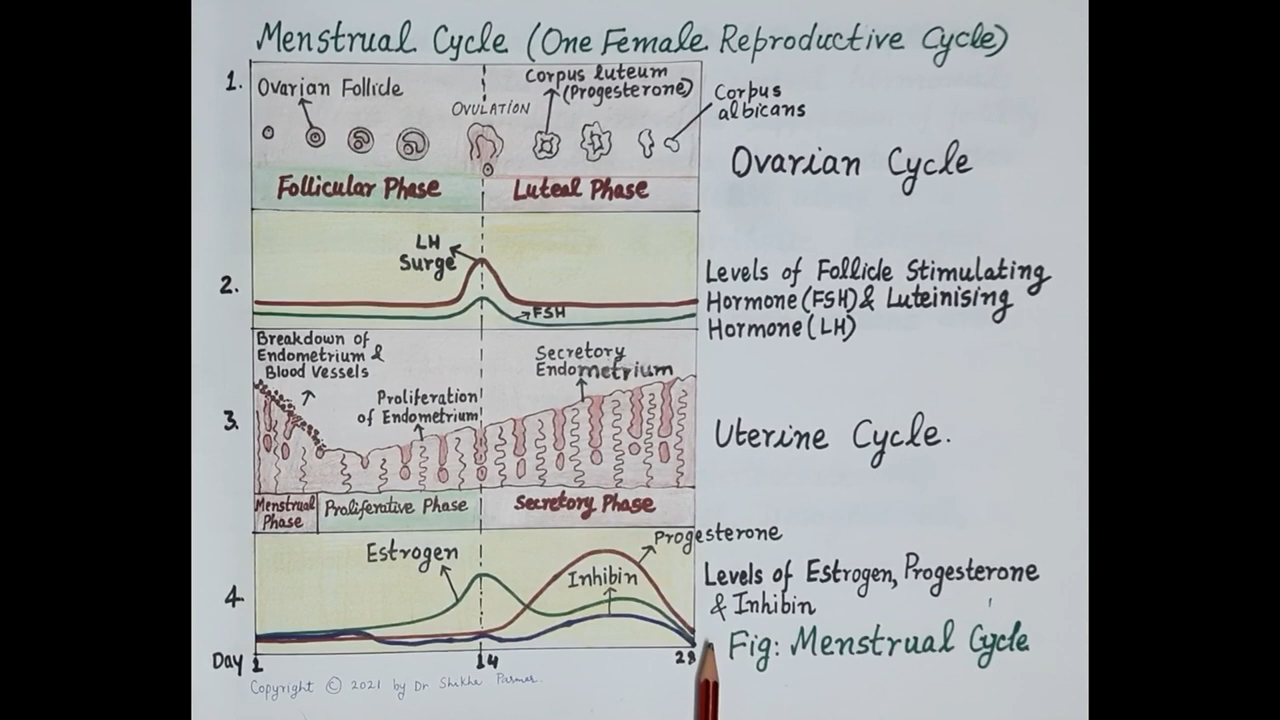 Menstrual Cycle (One Female Reproductive Cycle)
1.
Ovarian Follicle
OVULATION
Corpus luteum
(Progesterone)
Corpus
albicans
Follicular Phase
Luteal Phase
Ovarian Cycle
2.
LH
Surge
FSH
Levels of Follicle Stimulating
Hormone (FSH) & Luteinising
Hormone (LH)
3.
Breakdown of
Endometrium &
Blood Vessels
Proliferation
of Endometrium
Secretory
Endometrium
Uterine Cycle.
Menstrual
Phase
Proliferative Phase
Secretory Phase
4
Estrogen
Inhibin
Progesterone
Levels of Estrogen, Progesterone
& Inhibin
Day 1
14
28
Fig: Menstrual Cycle
Copyright © 2021 by Dr Shikha Parmar.